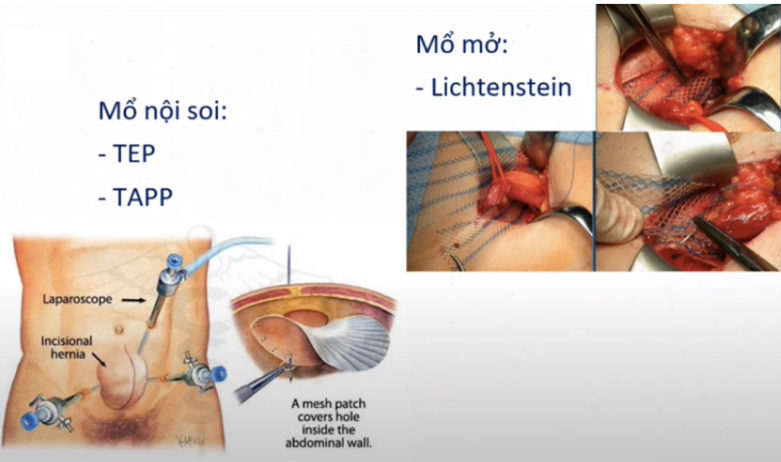 Mổ nội soi:
- TEP
- TAPP
Mổ mở:
- Lichtenstein
Laparoscope
Incisional
hernia
A mesh patch
covers hole
inside the
abdominal wall.